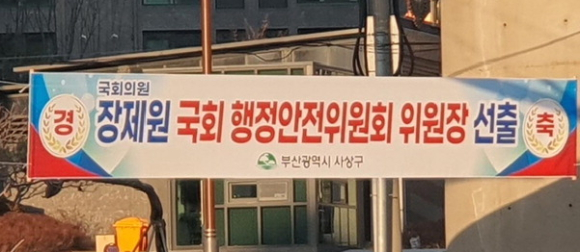 국회의원
경 장제원 국회 행정안전위원회 위원장 선출 축
부산광역시 사상구